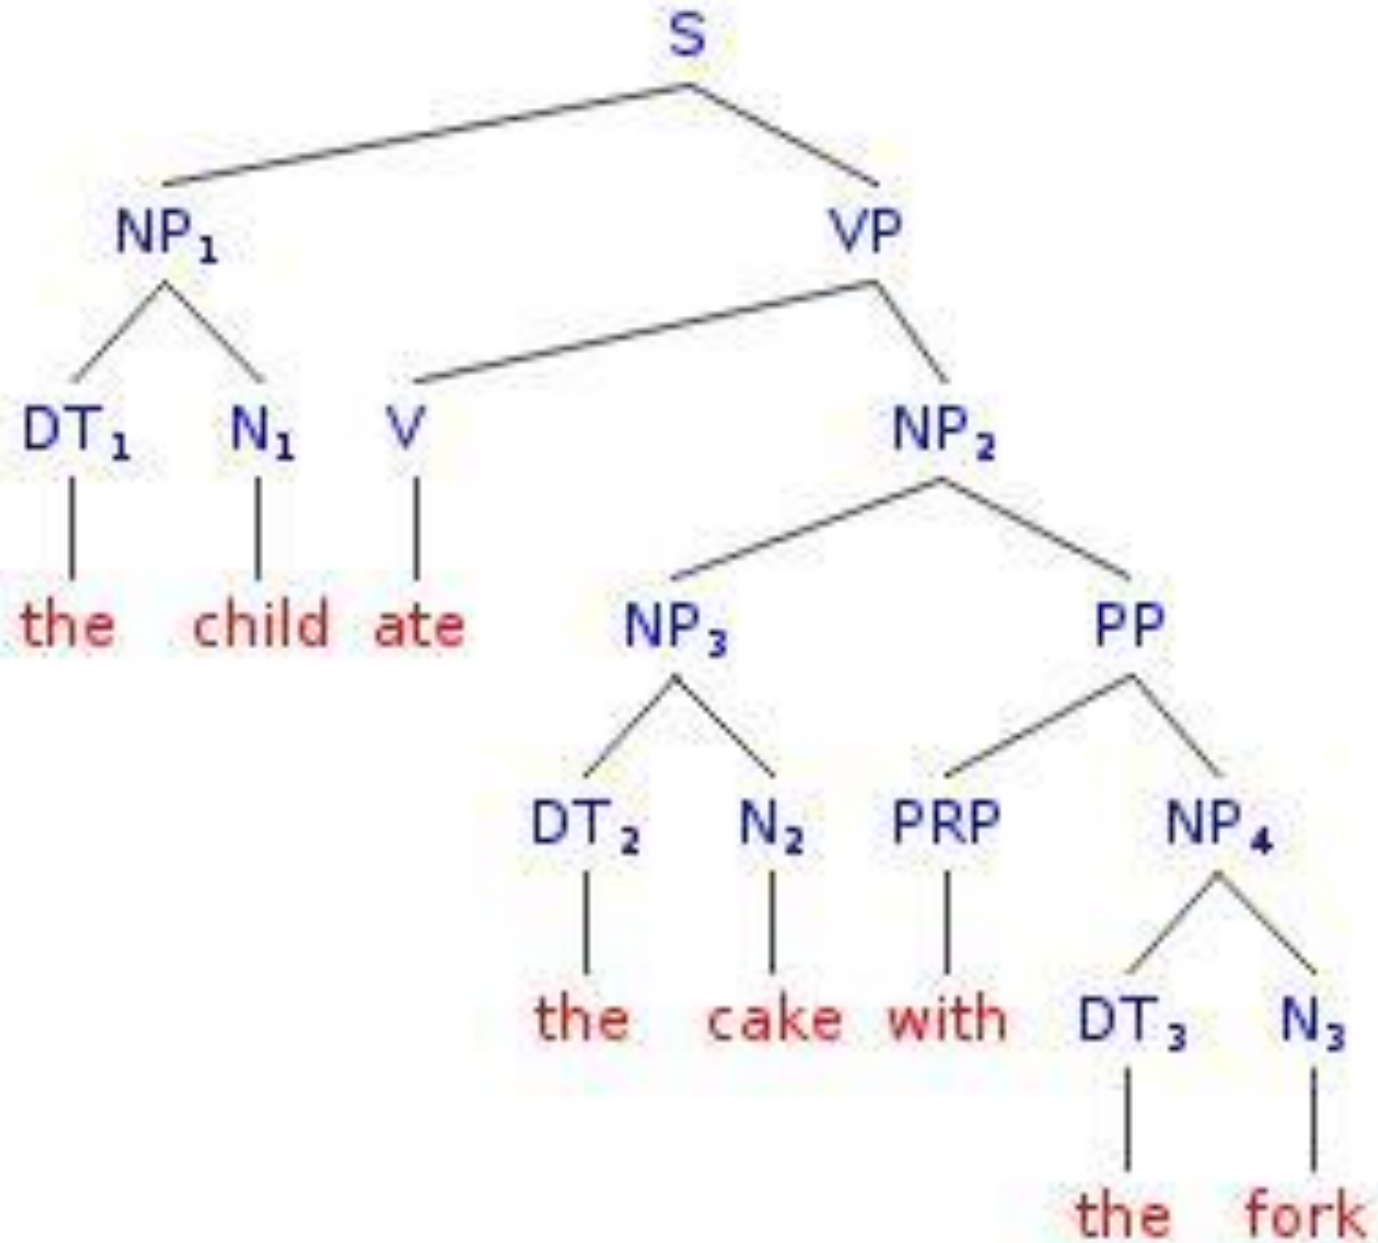 S
NP₁ VP
DT₁ N₁ V NP₂
the child ate NP₃ PP
DT₂ N₂ PRP NP₄
the cake with DT₃ N₃
the fork